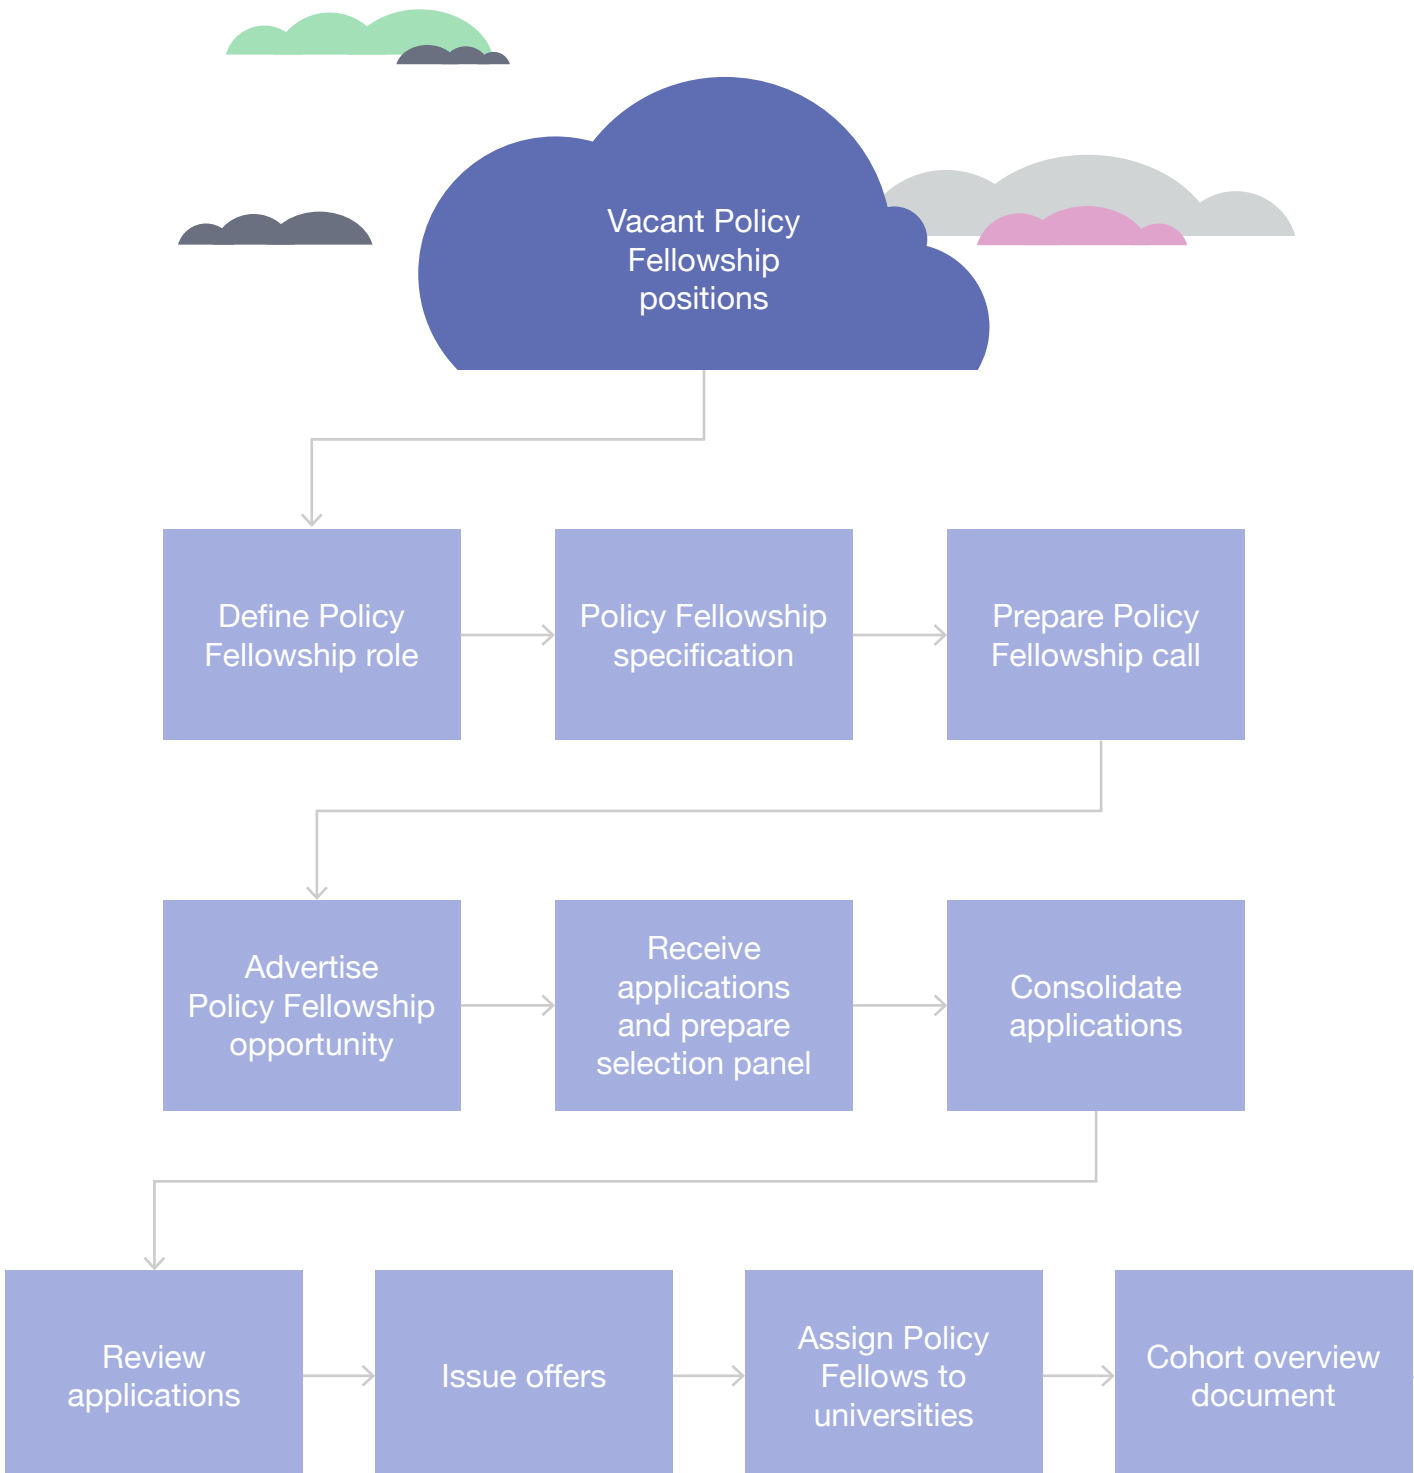 Vacant Policy
Fellowship
positions
Define Policy
Fellowship role
Policy Fellowship
specification
Prepare Policy
Fellowship call
Advertise
Policy Fellowship
opportunity
Receive
applications
and prepare
selection panel
Consolidate
applications
Review
applications
Issue offers
Assign Policy
Fellows to
universities
Cohort overview
document